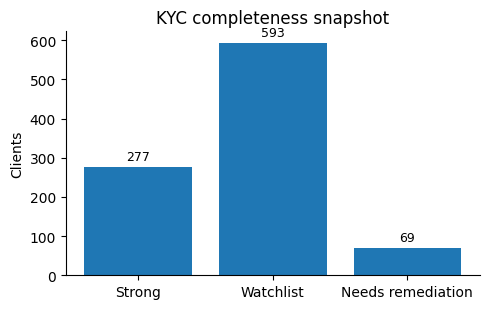 KYC completeness snapshot
593
600
500
400
300
277
200
100
69
0
Clients
Strong
Watchlist
Needs remediation